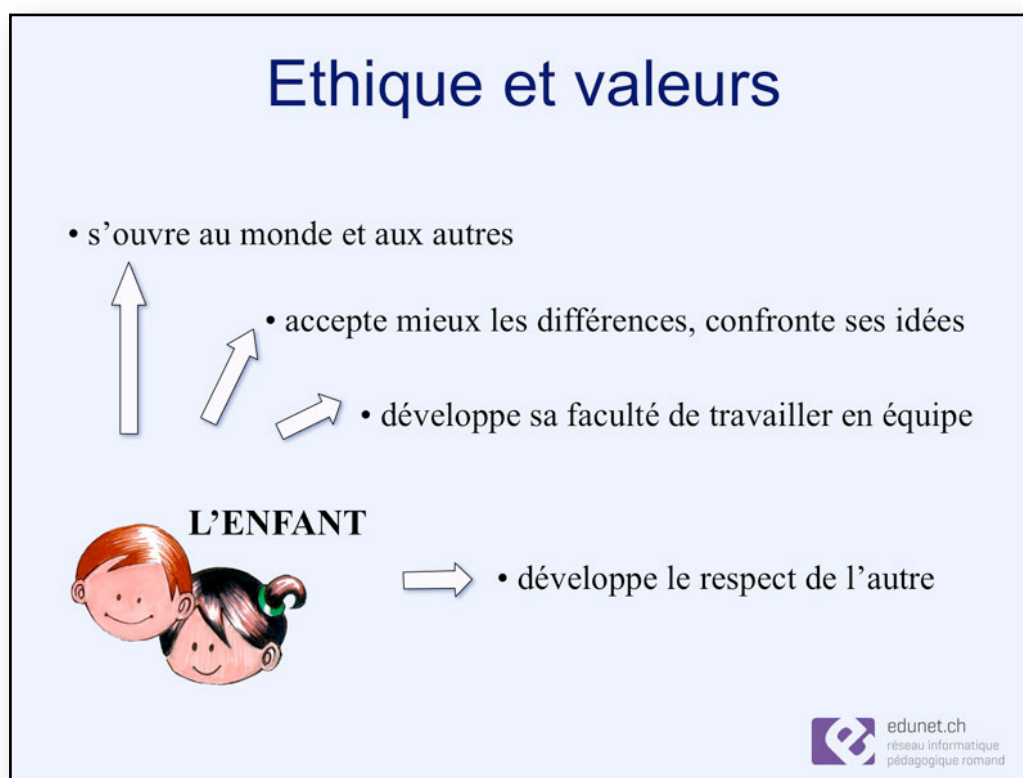 Ethique et valeurs
• s’ouvre au monde et aux autres
• accepte mieux les différences, confronte ses idées
• développe sa faculté de travailler en équipe
L’ENFANT
• développe le respect de l’autre
edunet.ch
réseau informatique
pédagogique romand